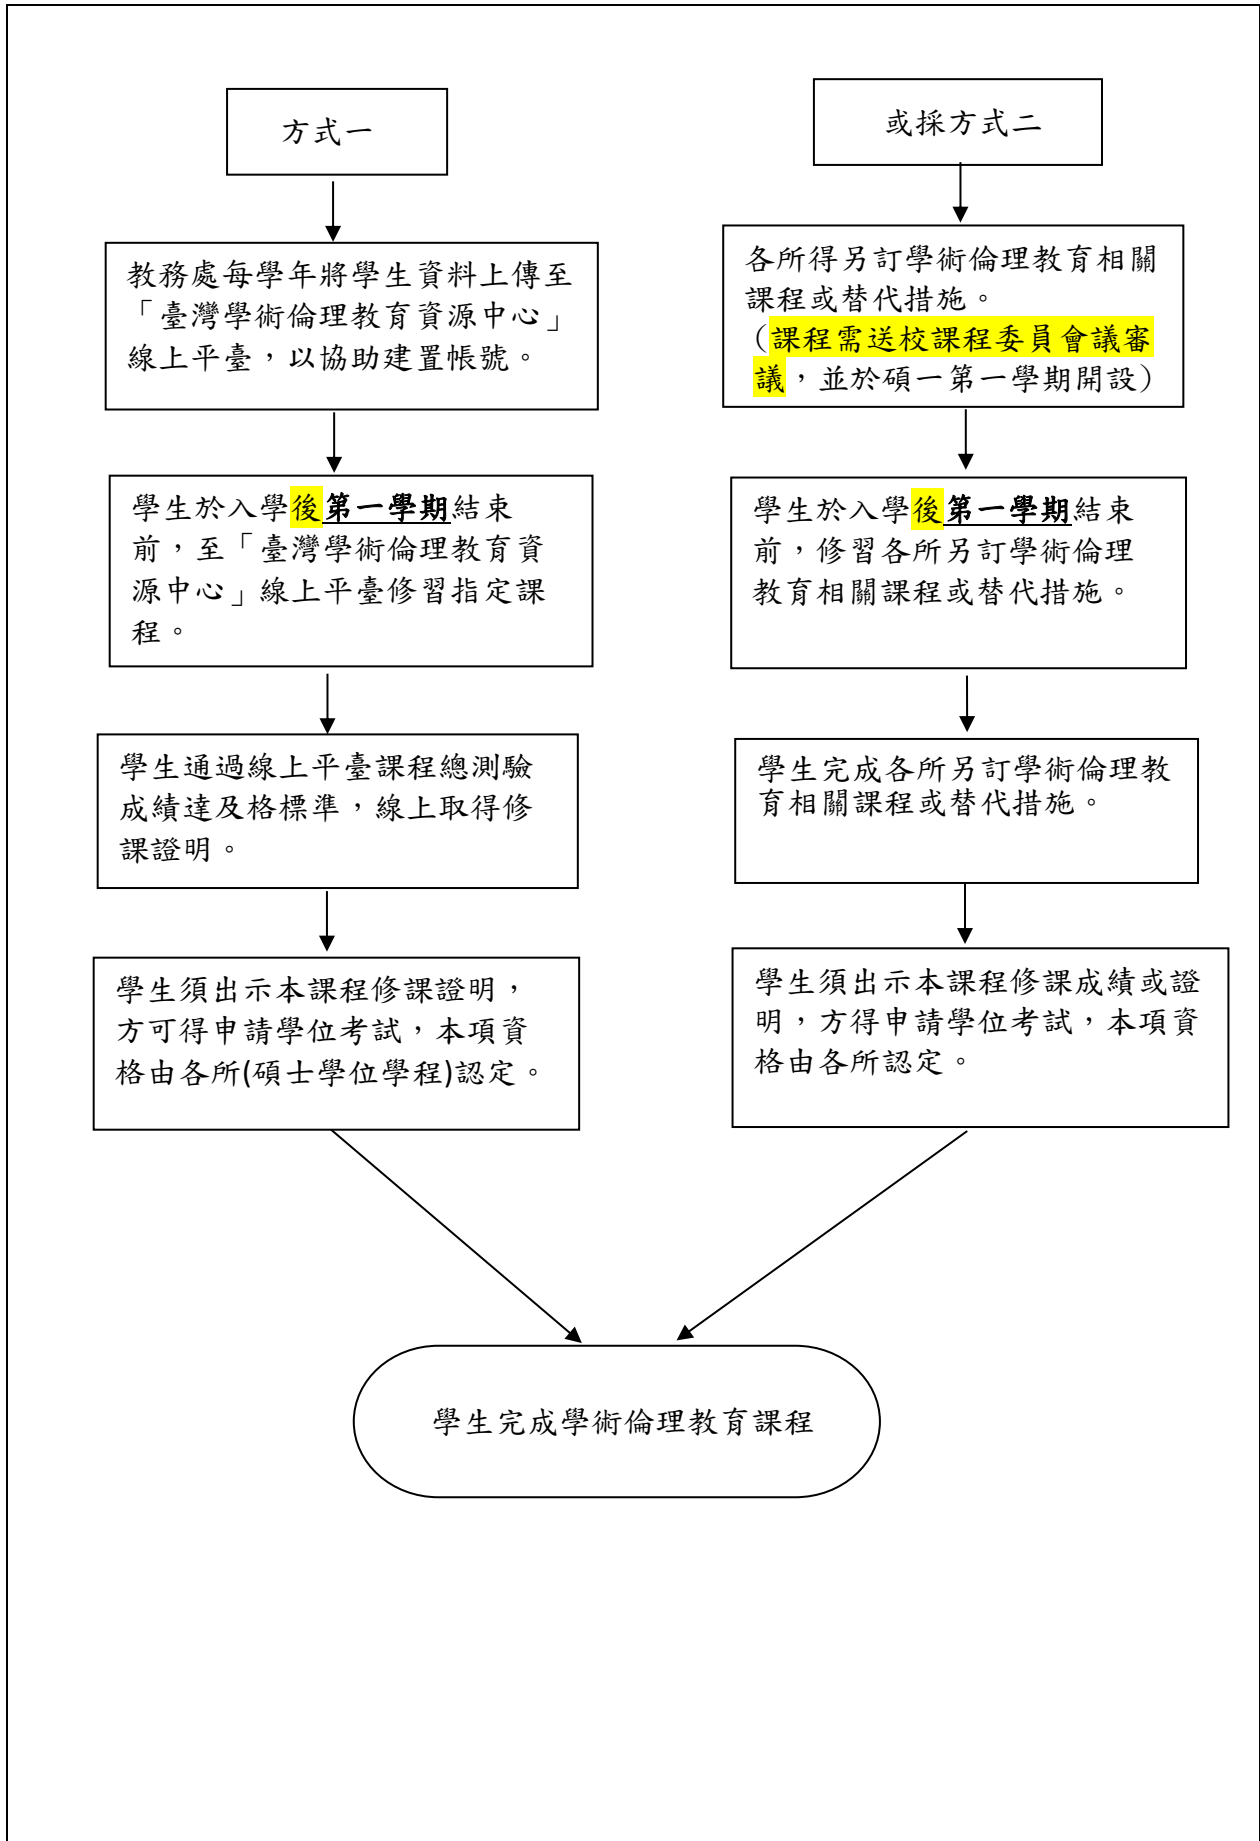 方式一
教務處每學年將學生資料上傳至
「臺灣學術倫理教育資源中心」
線上平臺，以協助建置帳號。
學生於入學後第一學期結束
前，至「臺灣學術倫理教育資
源中心」線上平臺修習指定課
程。
學生通過線上平臺課程總測驗
成績達及格標準，線上取得修
課證明。
學生須出示本課程修課證明，
方可得申請學位考試，本項資
格由各所(碩士學位學程)認定。
或採方式二
各所得另訂學術倫理教育相關
課程或替代措施。
（課程需送校課程委員會議審
議，並於碩一第一學期開設）
學生於入學後第一學期結束
前，修習各所另訂學術倫理
教育相關課程或替代措施。
學生完成各所另訂學術倫理教
育相關課程或替代措施。
學生須出示本課程修課成績或證
明，方得申請學位考試，本項資
格由各所認定。
學生完成學術倫理教育課程